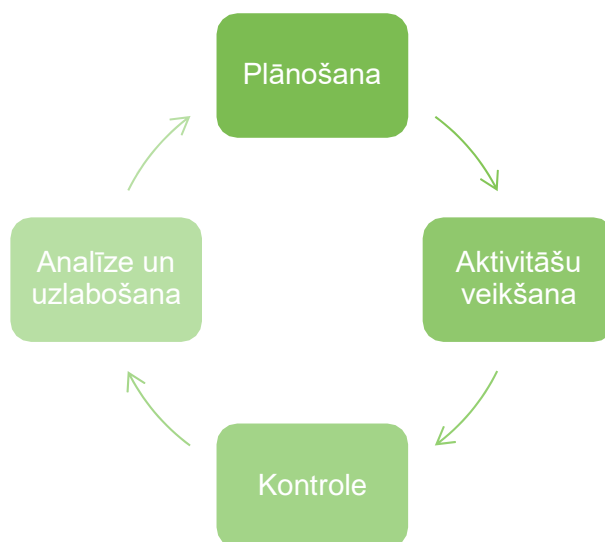 Plānošana
Aktivitāšu
veikšana
Kontrole
Analīze un
uzlabošana